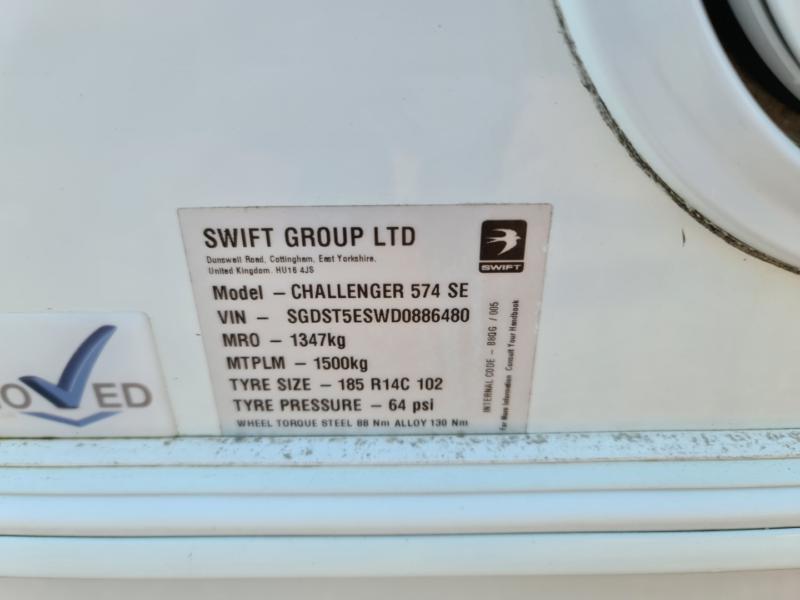 SWIFT GROUP LTD
Dunswell Road, Cottingham, East Yorkshire,
United Kingdom. HU16 4JS
SWIFT
Model – CHALLENGER 574 SE
VIN – SGDST5ESWD0886480
MRO – 1347kg
MTPLM – 1500kg
TYRE SIZE – 185 R14C 102
TYRE PRESSURE – 64 psi
WHEEL TORQUE STEEL 88 Nm ALLOY 130 Nm
INTERNAL CODE – B8QG / 005
For More Information Consult Your Handbook
OVED